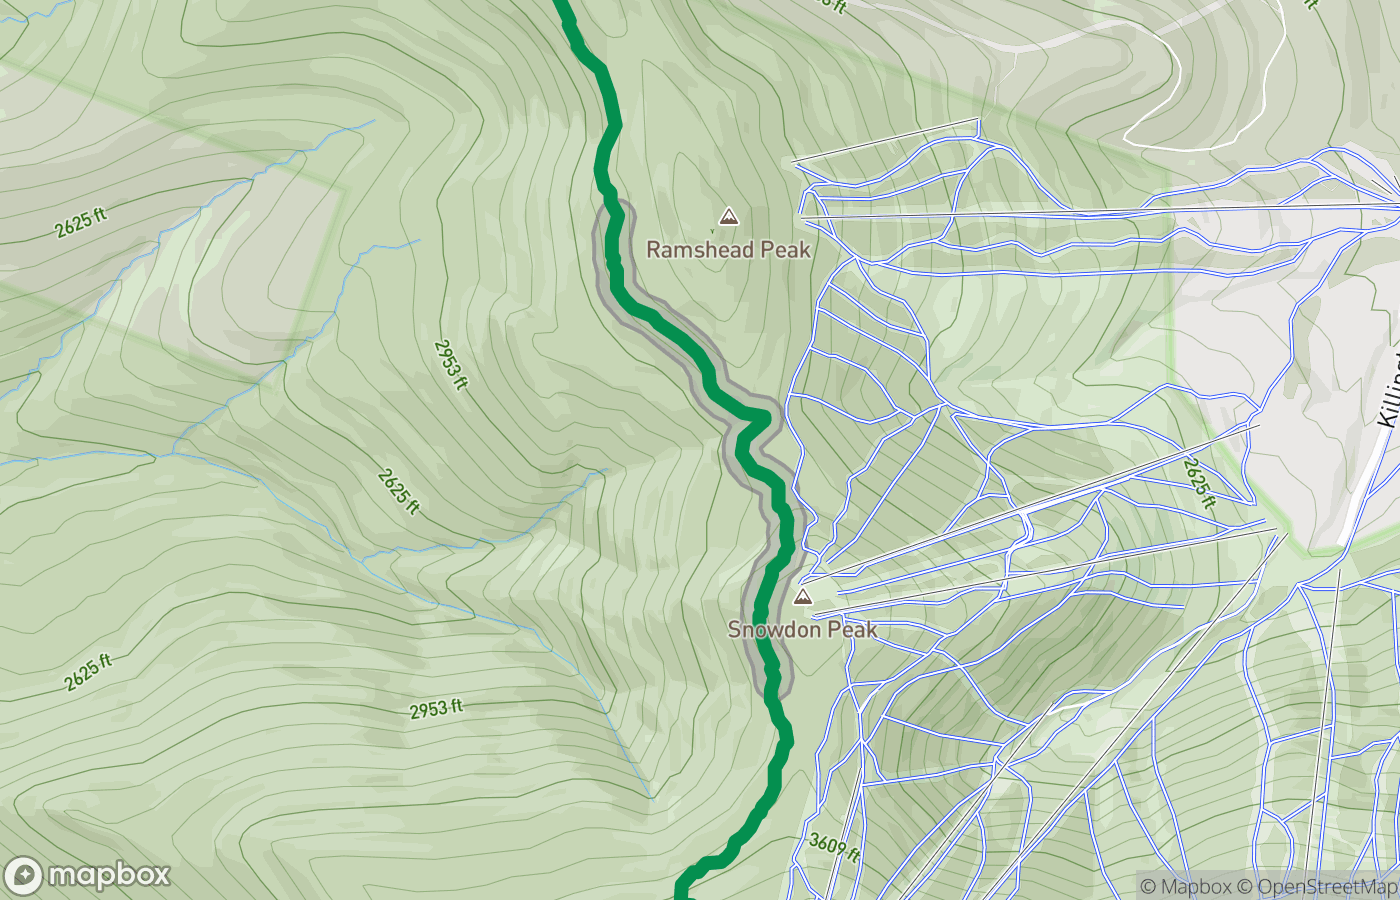 2625 ft
Ramshead Peak
2953 ft
Killing
2625 ft
2625 ft
Snowdon Peak
2625 ft
2953 ft
3609 ft
mapbox
© Mapbox © OpenStreetMap